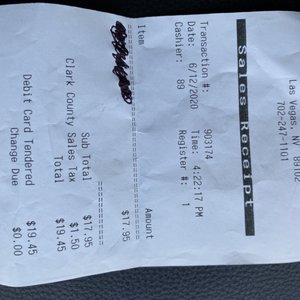 Las Vegas, NV 89102
702-247-1101
Sales Receipt
Transaction #: 903174
Date: 6/12/2020 Time: 4:22:17 PM
Cashier: 89 Register #: 1
Item Amount
$17.95
Sub Total $17.95
Clark County Sales Tax $1.50
Total $19.45
Debit Card Tendered $19.45
Change Due $0.00